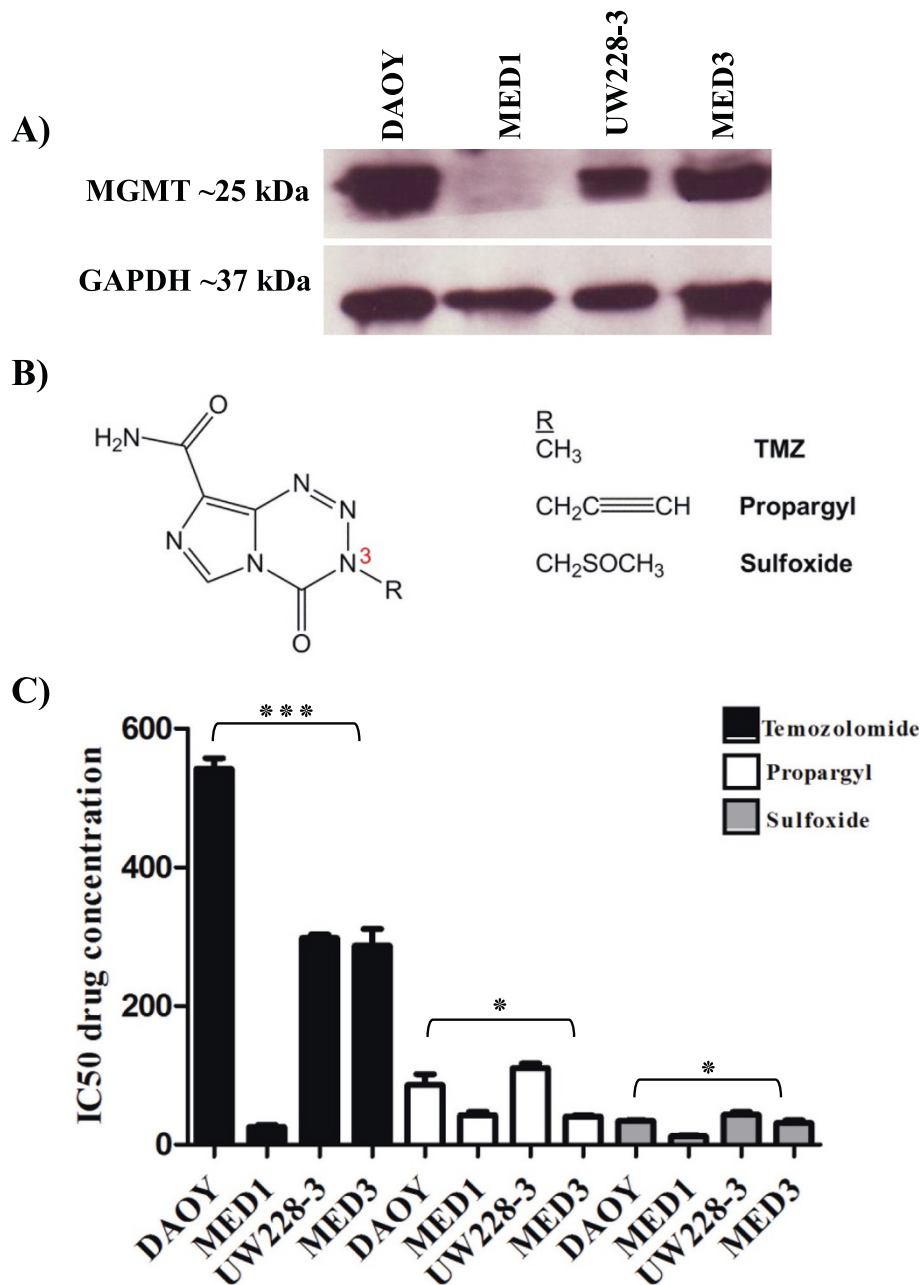 A)
DAOY
MED1
UW228-3
MED3
MGMT ~25 kDa
GAPDH ~37 kDa
B)
H₂N
O
N
N
N
N
N
3
R
O
R
CH₃ TMZ
CH₂C CH Propargyl
CH₂SOCH₃ Sulfoxide
C)
***
*
*
Temozolomide
Propargyl
Sulfoxide
IC50 drug concentration
600
400
200
0
DAOY
MED1
UW228-3
MED3
DAOY
MED1
UW228-3
MED3
DAOY
MED1
UW228-3
MED3